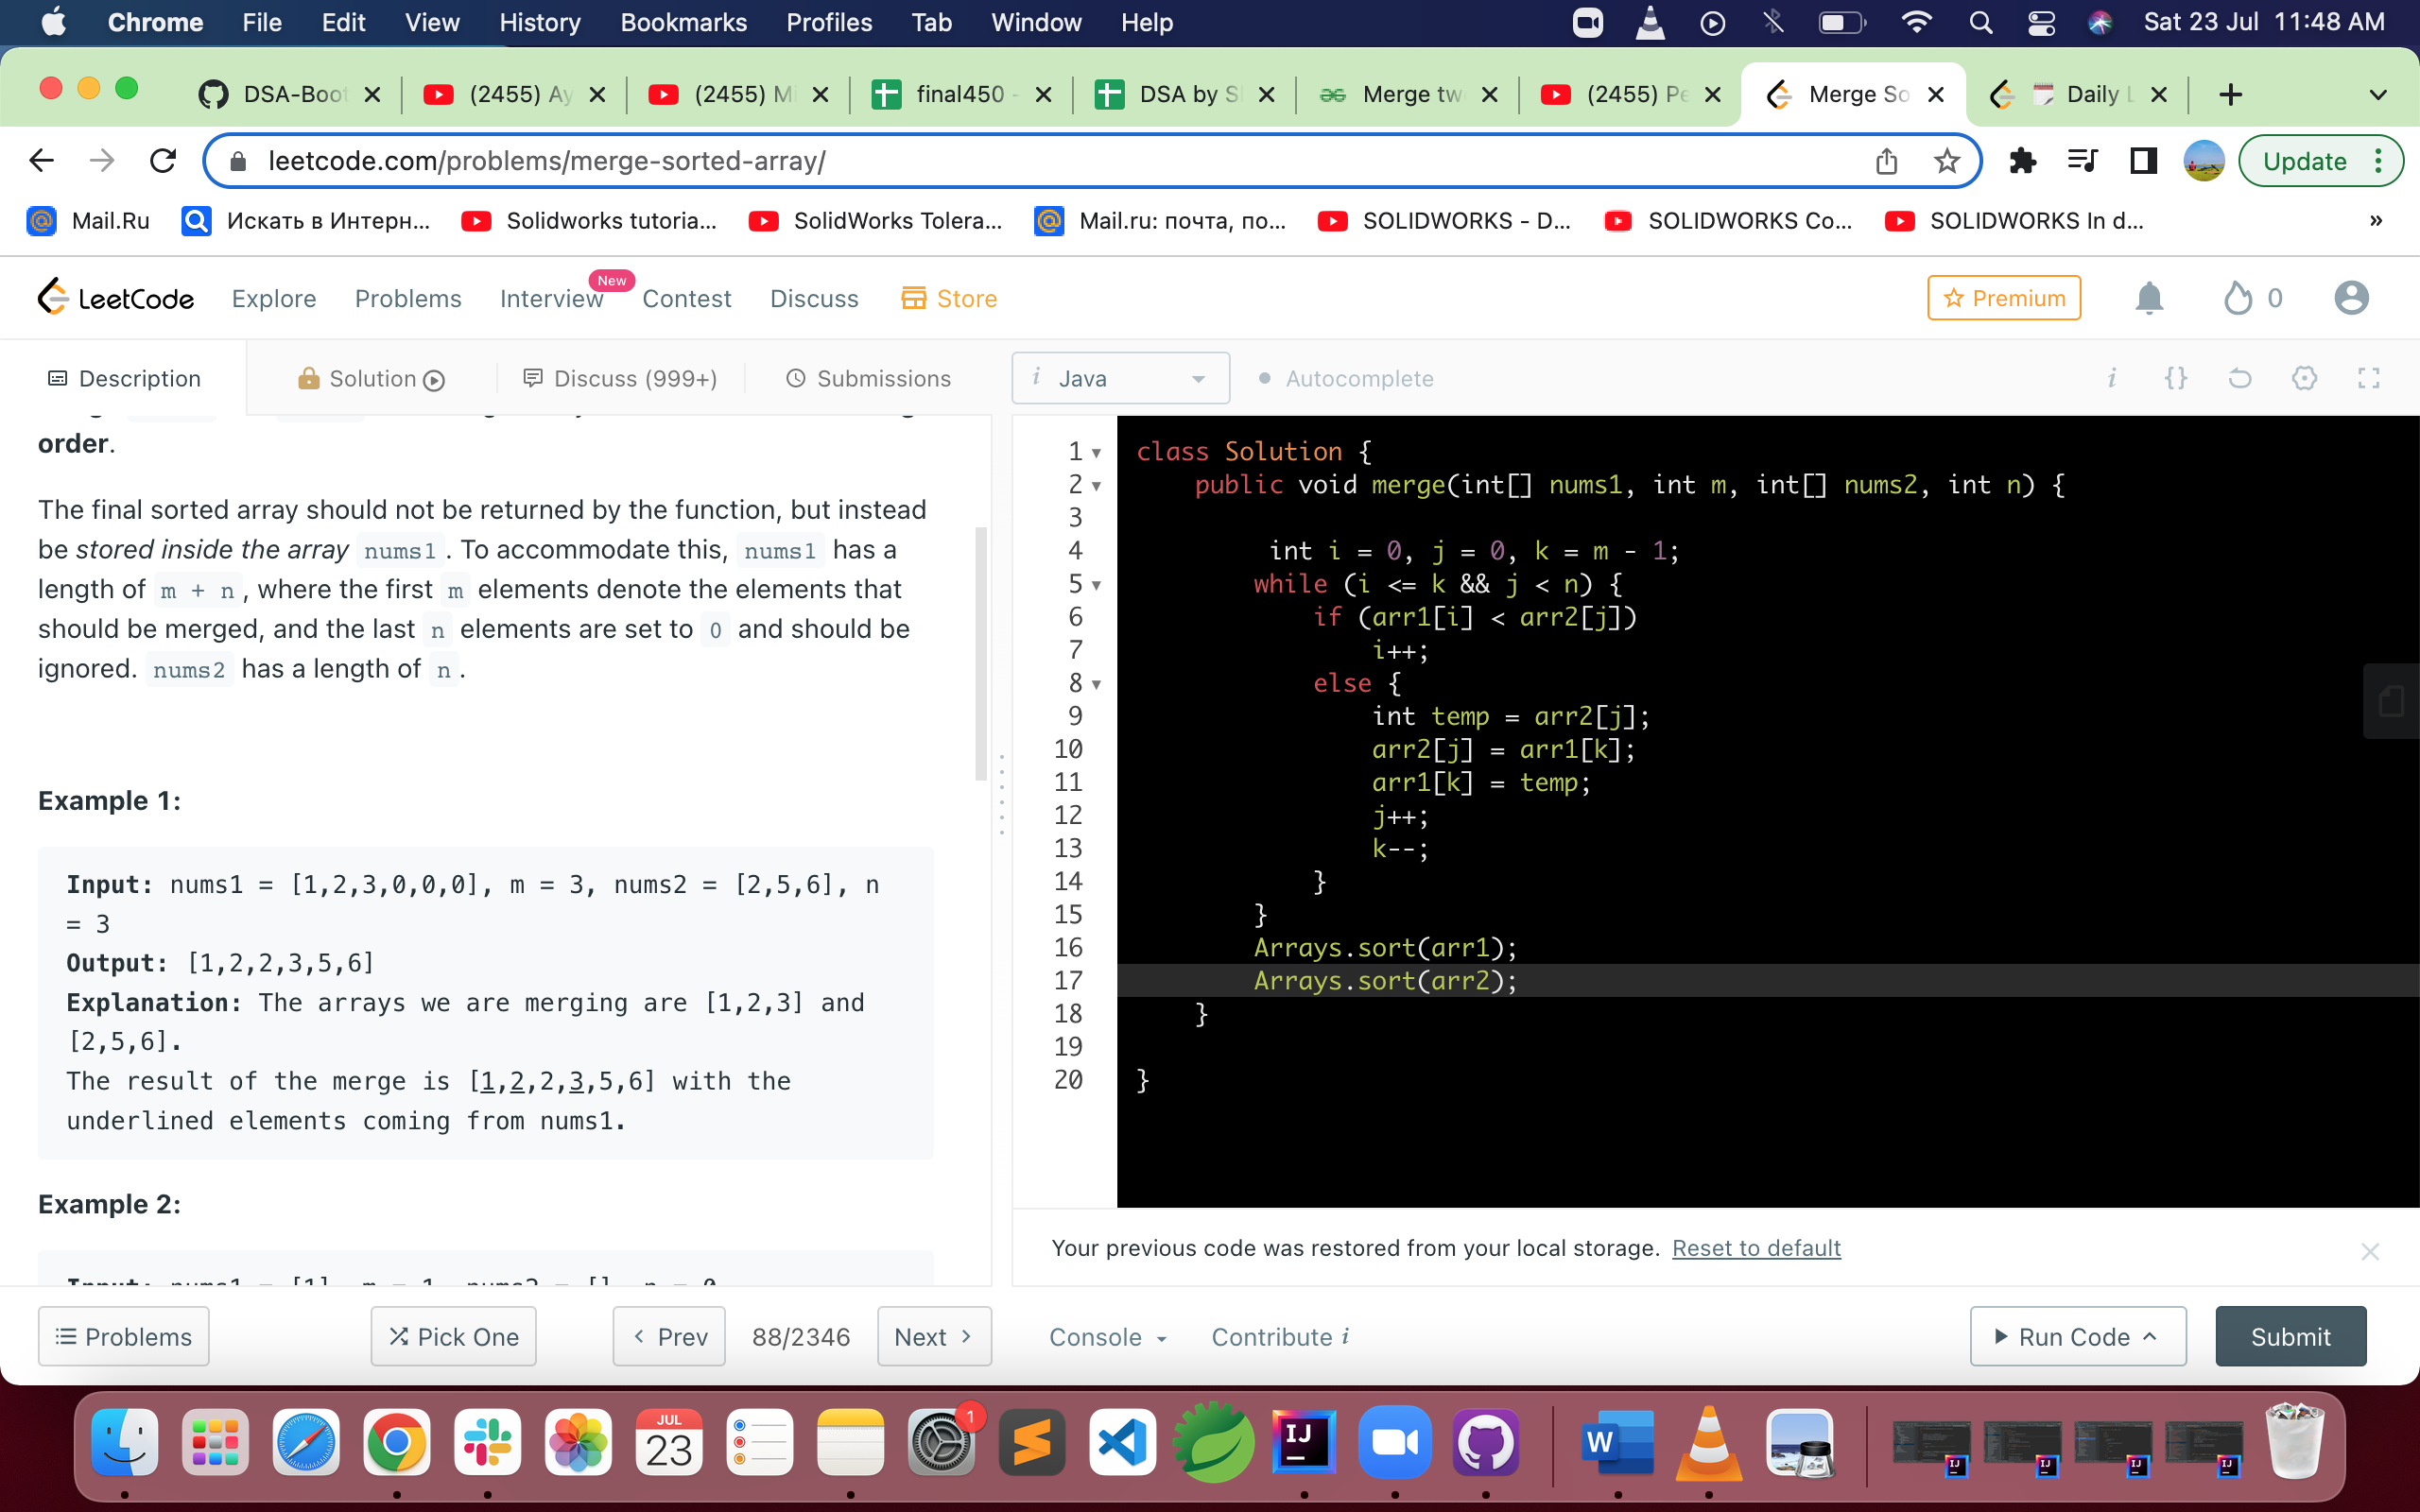 Chrome File Edit View History Bookmarks Profiles Tab Window Help Sat 23 Jul 11:48 AM
DSA-Boot (2455) Ay (2455) Mi final450 - DSA by S Merge tw (2455) Pe Merge So Daily L
leetcode.com/problems/merge-sorted-array/ Update
Mail.Ru Искать в Интерн... Solidworks tutoria... SolidWorks Tolera... Mail.ru: почта, по... SOLIDWORKS - D... SOLIDWORKS Co... SOLIDWORKS In d... »
LeetCode Explore Problems Interview New Contest Discuss Store Premium 0
Description Solution Discuss (999+) Submissions
i Java Autocomplete i {}
order.
The final sorted array should not be returned by the function, but instead
be stored inside the array nums1 . To accommodate this, nums1 has a
length of m + n , where the first m elements denote the elements that
should be merged, and the last n elements are set to 0 and should be
ignored. nums2 has a length of n .
Example 1:
Input: nums1 = [1,2,3,0,0,0], m = 3, nums2 = [2,5,6], n
= 3
Output: [1,2,2,3,5,6]
Explanation: The arrays we are merging are [1,2,3] and
[2,5,6].
The result of the merge is [1,2,2,3,5,6] with the
underlined elements coming from nums1.
Example 2:
Input: nums1 = [1], m = 1, nums2 = [], n = 0
1 class Solution {
2 public void merge(int[] nums1, int m, int[] nums2, int n) {
3
4 int i = 0, j = 0, k = m - 1;
5 while (i <= k && j < n) {
6 if (arr1[i] < arr2[j])
7 i++;
8 else {
9 int temp = arr2[j];
10 arr2[j] = arr1[k];
11 arr1[k] = temp;
12 j++;
13 k--;
14 }
15 }
16 Arrays.sort(arr1);
17 Arrays.sort(arr2);
18 }
19
20 }
Your previous code was restored from your local storage. Reset to default
Problems Pick One Prev 88/2346 Next Console Contribute i Run Code Submit
JUL
23
1
IJ
W
IJ IJ IJ IJ